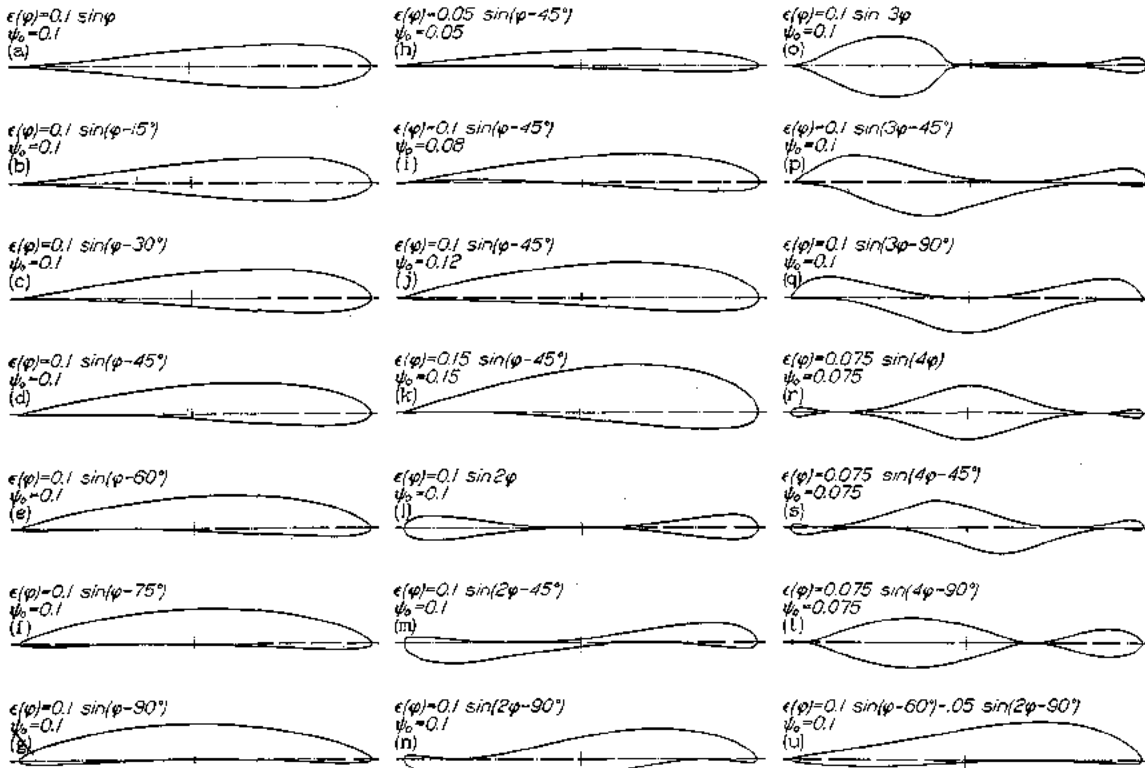 ε(φ)=0.1 sinφ
ψ₀=0.1
(a)
ε(φ)=0.1 sin(φ-15°)
ψ₀=0.1
(b)
ε(φ)=0.1 sin(φ-30°)
ψ₀=0.1
(c)
ε(φ)=0.1 sin(φ-45°)
ψ₀=0.1
(d)
ε(φ)=0.1 sin(φ-60°)
ψ₀=0.1
(e)
ε(φ)=0.1 sin(φ-75°)
ψ₀=0.1
(f)
ε(φ)=0.1 sin(φ-90°)
ψ₀=0.1
(g)
ε(φ)=0.05 sin(φ-45°)
ψ₀=0.05
(h)
ε(φ)=0.1 sin(φ-45°)
ψ₀=0.08
(i)
ε(φ)=0.1 sin(φ-45°)
ψ₀=0.12
(j)
ε(φ)=0.15 sin(φ-45°)
ψ₀=0.15
(k)
ε(φ)=0.1 sin2φ
ψ₀=0.1
(l)
ε(φ)=0.1 sin(2φ-45°)
ψ₀=0.1
(m)
ε(φ)=0.1 sin(2φ-90°)
ψ₀=0.1
(n)
ε(φ)=0.1 sin 3φ
ψ₀=0.1
(o)
ε(φ)=0.1 sin(3φ-45°)
ψ₀=0.1
(p)
ε(φ)=0.1 sin(3φ-90°)
ψ₀=0.1
(q)
ε(φ)=0.075 sin(4φ)
ψ₀=0.075
(r)
ε(φ)=0.075 sin(4φ-45°)
ψ₀=0.075
(s)
ε(φ)=0.075 sin(4φ-90°)
ψ₀=0.075
(t)
ε(φ)=0.1 sin(φ-60°)-.05 sin(2φ-90°)
ψ₀=0.1
(u)